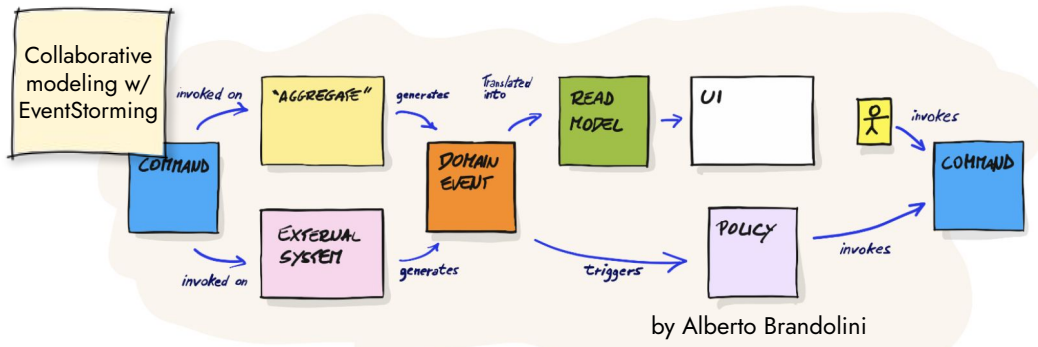 Collaborative
modeling w/
EventStorming
COMMAND
invoked on
"AGGREGATE"
generates
invoked on
EXTERNAL
SYSTEM
generates
DOMAIN
EVENT
Translated
into
READ
MODEL
UI
triggers
POLICY
invokes
invokes
COMMAND
by Alberto Brandolini